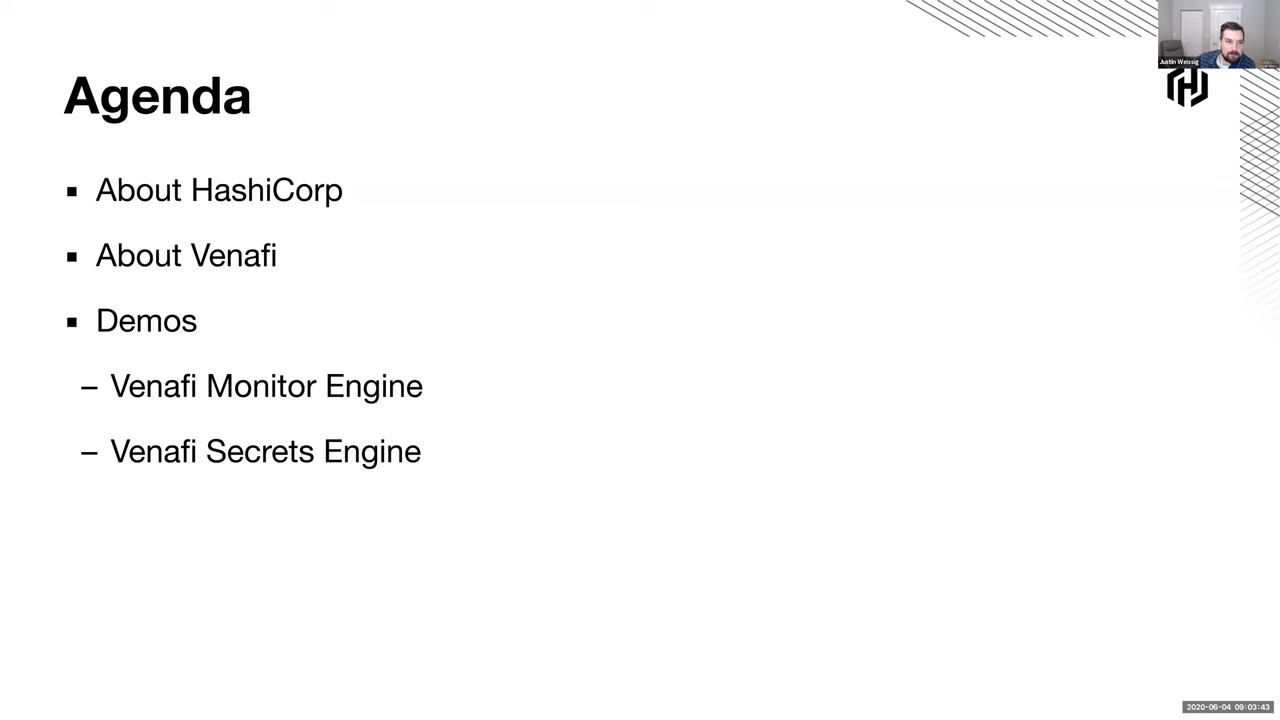 Justin Weissig
Agenda
▪ About HashiCorp
▪ About Venafi
▪ Demos
– Venafi Monitor Engine
– Venafi Secrets Engine
2020-06-04 09:03:43